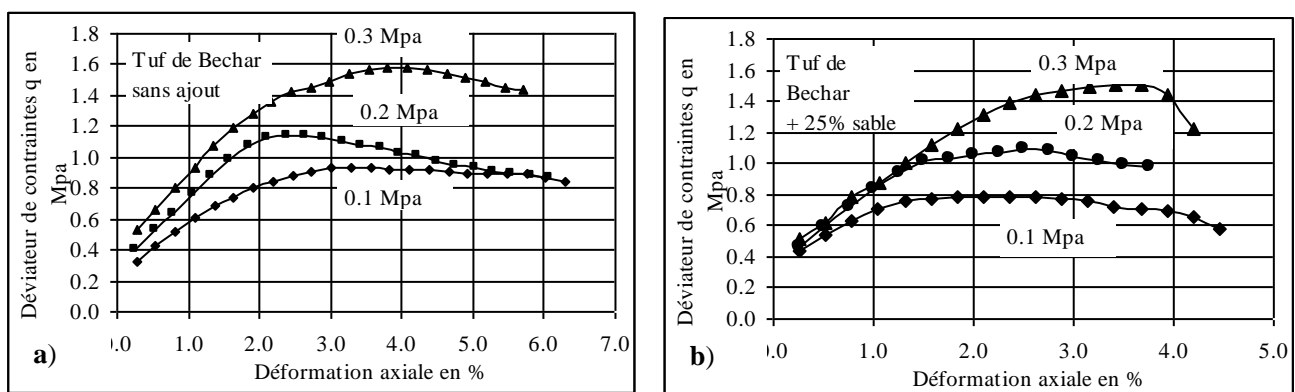 Déviateur de contraintes q en
Mpa
1.8
1.6
1.4
1.2
1.0
0.8
0.6
0.4
0.2
0.0
Tuf de Bechar
sans ajout
0.3 Mpa
0.2 Mpa
0.1 Mpa
.0 1.0 2.0 3.0 4.0 5.0 6.0 7.0
Déformation axiale en %
a)
Déviateur de contraintes q en
Mpa
1.8
1.6
1.4
1.2
1.0
0.8
0.6
0.4
0.2
0.0
Tuf de
Bechar
+ 25% sable
0.3 Mpa
0.2 Mpa
0.1 Mpa
.0 1.0 2.0 3.0 4.0 5.0
Déformation axiale en %
b)